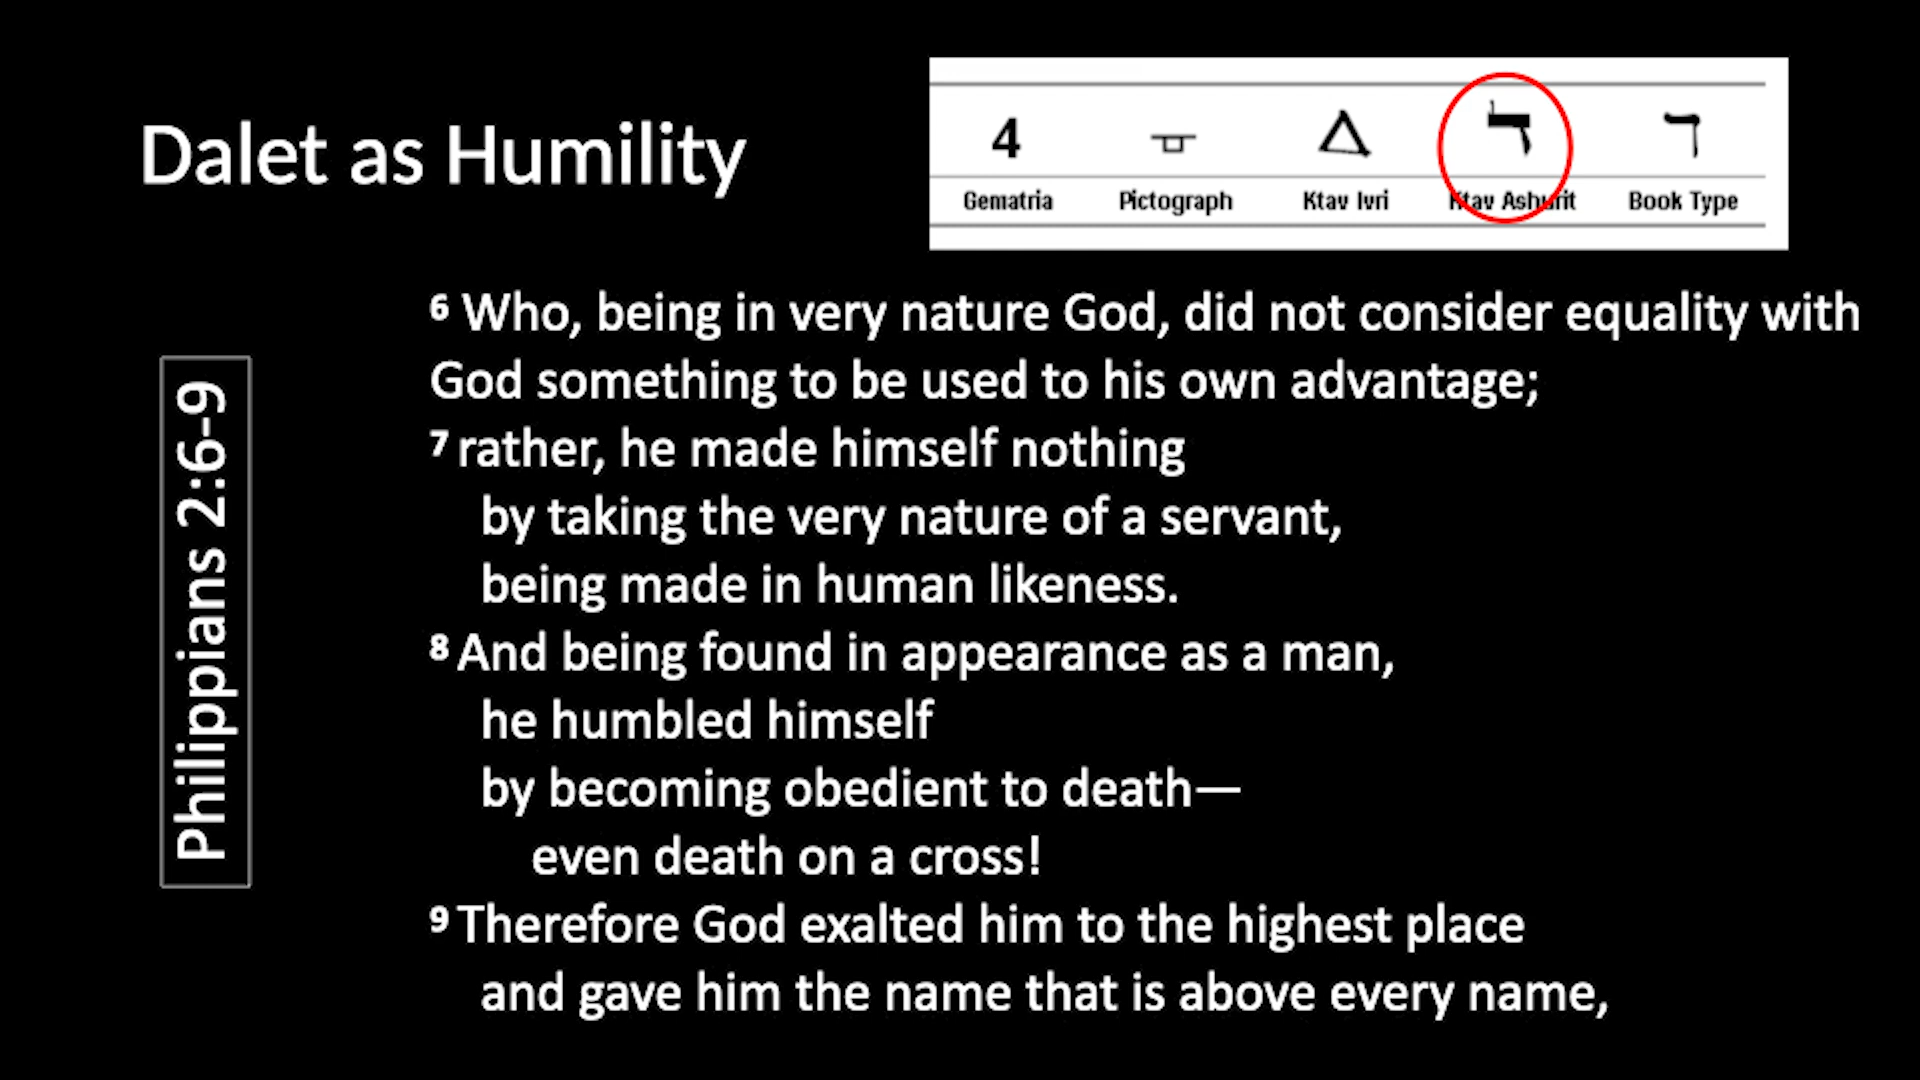 Dalet as Humility
4 ד ד
Gematria Pictograph Ktav Ivri Ktav Ashurit Book Type
Philippians 2:6-9
6 Who, being in very nature God, did not consider equality with
God something to be used to his own advantage;
7 rather, he made himself nothing
by taking the very nature of a servant,
being made in human likeness.
8 And being found in appearance as a man,
he humbled himself
by becoming obedient to death—
even death on a cross!
9 Therefore God exalted him to the highest place
and gave him the name that is above every name,